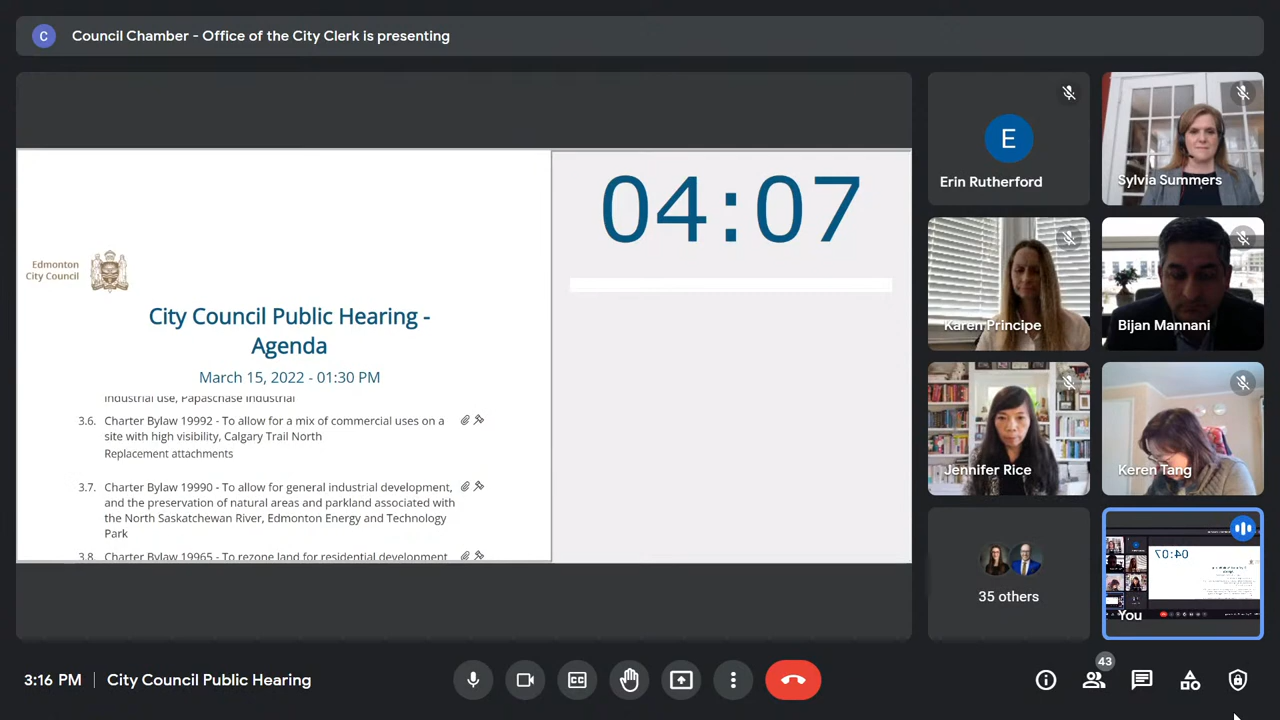 C
Council Chamber - Office of the City Clerk is presenting
Edmonton
City Council
City Council Public Hearing -
Agenda
March 15, 2022 - 01:30 PM
industrial use, Papaschase Industrial
3.6. Charter Bylaw 19992 - To allow for a mix of commercial uses on a
site with high visibility, Calgary Trail North
Replacement attachments
3.7. Charter Bylaw 19990 - To allow for general industrial development,
and the preservation of natural areas and parkland associated with
the North Saskatchewan River, Edmonton Energy and Technology
Park
3.8. Charter Bylaw 19965 - To rezone land for residential development
04:07
E
Erin Rutherford
Sylvia Summers
Karen Principe
Bijan Mannani
Jennifer Rice
Keren Tang
35 others
04:07
You
3:16 PM
City Council Public Hearing
CC
43